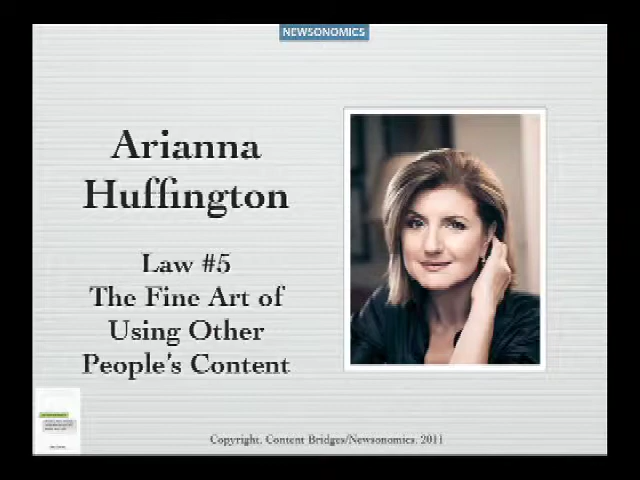 NEWSONOMICS
Arianna
Huffington
Law #5
The Fine Art of
Using Other
People's Content
Copyright. Content Bridges/Newsonomics. 2011